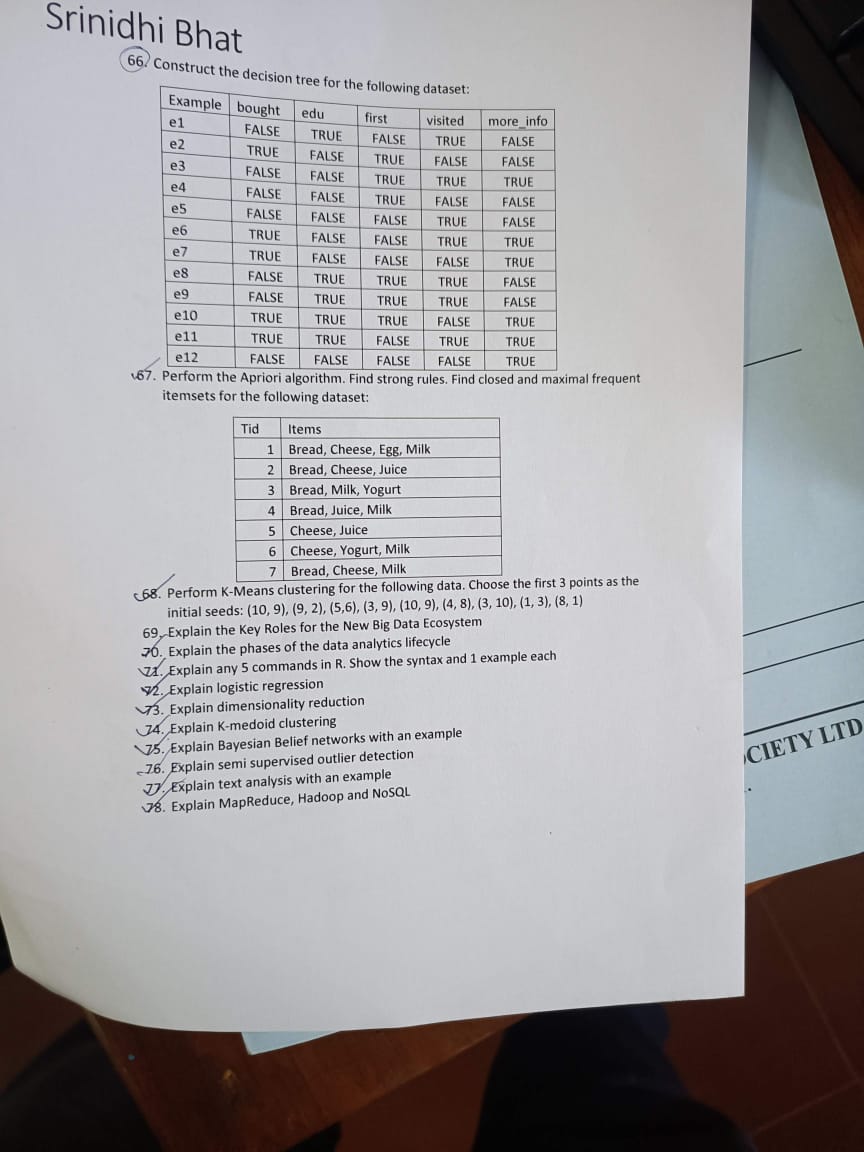 Srinidhi Bhat
66. Construct the decision tree for the following dataset:
Example bought edu first visited more_info
e1 FALSE TRUE FALSE TRUE FALSE
e2 TRUE FALSE TRUE FALSE FALSE
e3 FALSE FALSE TRUE TRUE TRUE
e4 FALSE FALSE TRUE FALSE FALSE
e5 FALSE FALSE FALSE TRUE FALSE
e6 TRUE FALSE FALSE TRUE TRUE
e7 TRUE FALSE FALSE FALSE TRUE
e8 FALSE TRUE TRUE TRUE FALSE
e9 FALSE TRUE TRUE TRUE FALSE
e10 TRUE TRUE TRUE FALSE TRUE
e11 TRUE TRUE FALSE TRUE TRUE
e12 FALSE FALSE FALSE FALSE TRUE
67. Perform the Apriori algorithm. Find strong rules. Find closed and maximal frequent
itemsets for the following dataset:
Tid Items
1 Bread, Cheese, Egg, Milk
2 Bread, Cheese, Juice
3 Bread, Milk, Yogurt
4 Bread, Juice, Milk
5 Cheese, Juice
6 Cheese, Yogurt, Milk
7 Bread, Cheese, Milk
68. Perform K-Means clustering for the following data. Choose the first 3 points as the
initial seeds: (10, 9), (9, 2), (5,6), (3, 9), (10, 9), (4, 8), (3, 10), (1, 3), (8, 1)
69. Explain the Key Roles for the New Big Data Ecosystem
70. Explain the phases of the data analytics lifecycle
71. Explain any 5 commands in R. Show the syntax and 1 example each
72. Explain logistic regression
73. Explain dimensionality reduction
74. Explain K-medoid clustering
75. Explain Bayesian Belief networks with an example
76. Explain semi supervised outlier detection
77. Explain text analysis with an example
78. Explain MapReduce, Hadoop and NoSQL
CIETY LTD